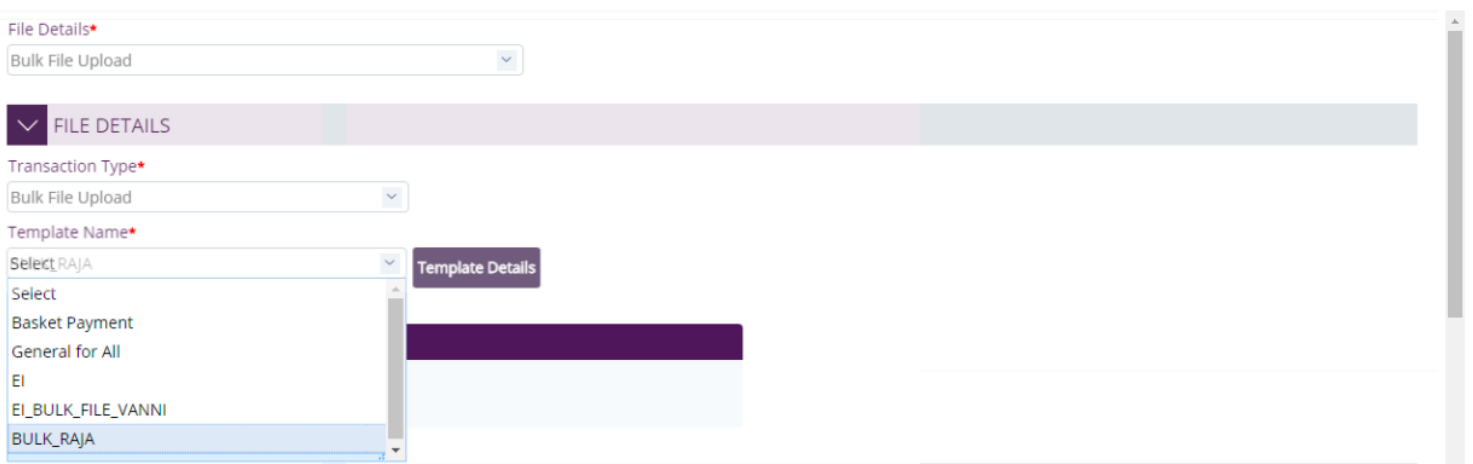 File Details*
Bulk File Upload
FILE DETAILS
Transaction Type*
Bulk File Upload
Template Name*
Select_RAJA
Template Details
Select
Basket Payment
General for All
EI
EI_BULK_FILE_VANNI
BULK_RAJA